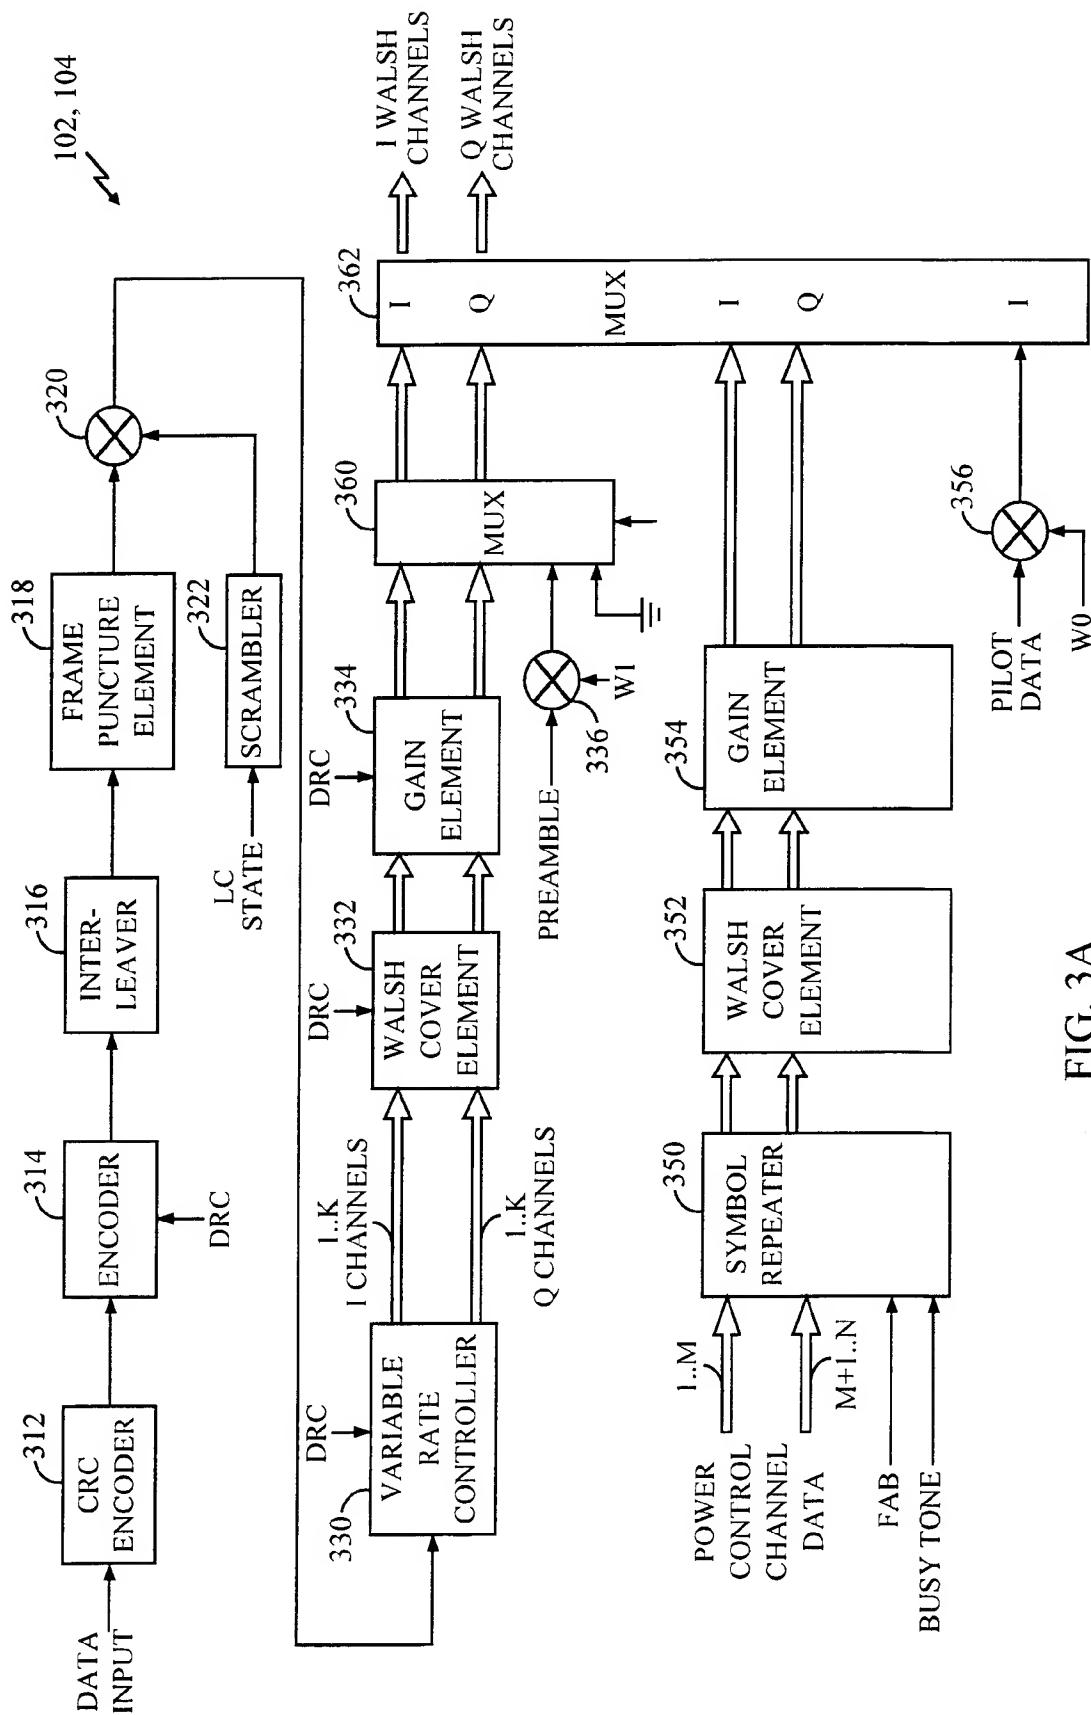 102, 104
DATA
INPUT
312
CRC
ENCODER
314
ENCODER
DRC
316
INTER-
LEAVER
318
FRAME
PUNCTURE
ELEMENT
320
322
SCRAMBLER
LC
STATE
330
DRC
VARIABLE
RATE
CONTROLLER
1..K
I CHANNELS
1..K
Q CHANNELS
332
DRC
WALSH
COVER
ELEMENT
334
DRC
GAIN
ELEMENT
PREAMBLE
336
W1
360
MUX
362
I
Q
MUX
I
Q
I
I WALSH
CHANNELS
Q WALSH
CHANNELS
POWER
CONTROL
CHANNEL
DATA
1..M
M+1..N
FAB
BUSY TONE
350
SYMBOL
REPEATER
352
WALSH
COVER
ELEMENT
354
GAIN
ELEMENT
PILOT
DATA
356
W0
FIG. 3A